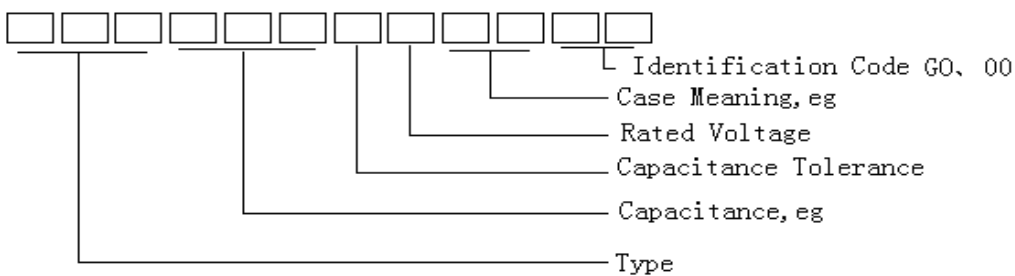 Identification Code GO、00
Case Meaning,eg
Rated Voltage
Capacitance Tolerance
Capacitance,eg
Type